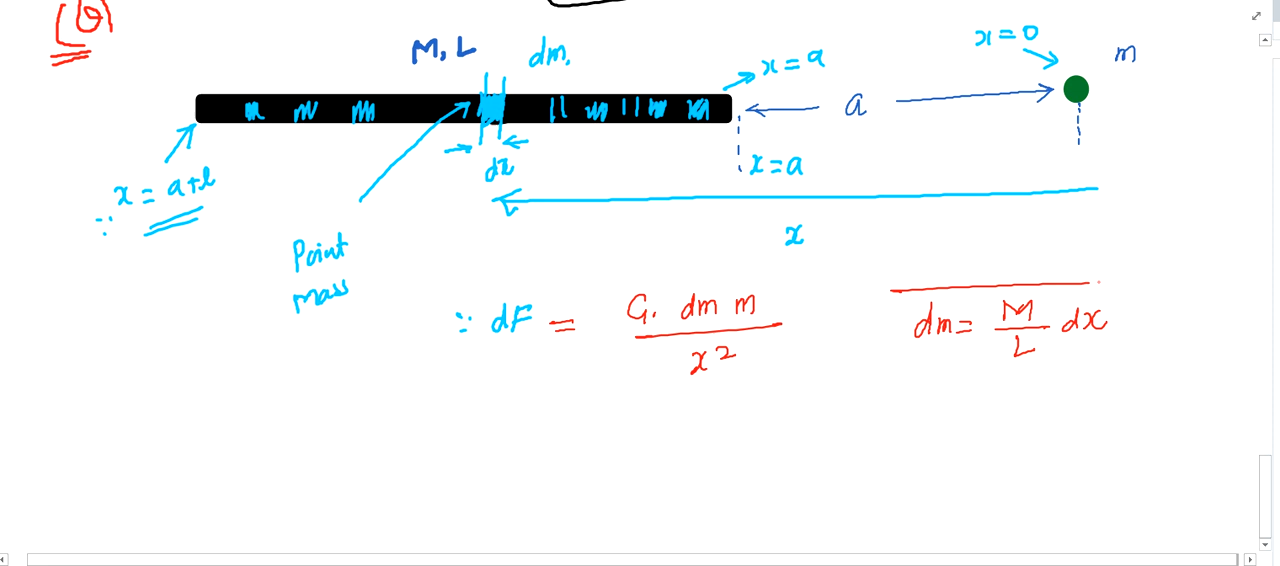 (Q)
M, L
dm,
x = 0
m
x = a
a
x = a
dx
∵ x = a+l
x
Point
mass
∵ dF = G. dm m / x²
dm = M/L dx